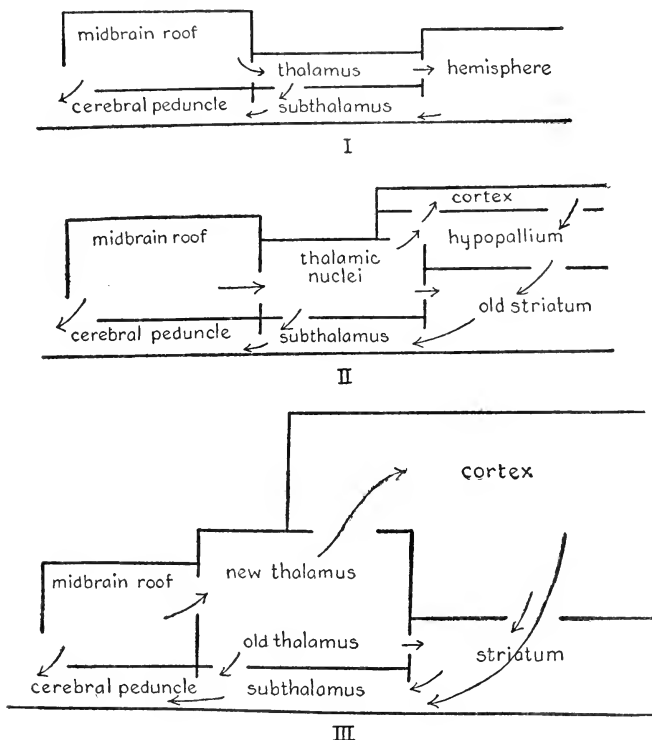 midbrain roof
thalamus
hemisphere
cerebral peduncle
subthalamus
I
cortex
midbrain roof
hypopallium
thalamic
nuclei
old striatum
cerebral peduncle
subthalamus
II
cortex
midbrain roof
new thalamus
old thalamus
striatum
cerebral peduncle
subthalamus
III